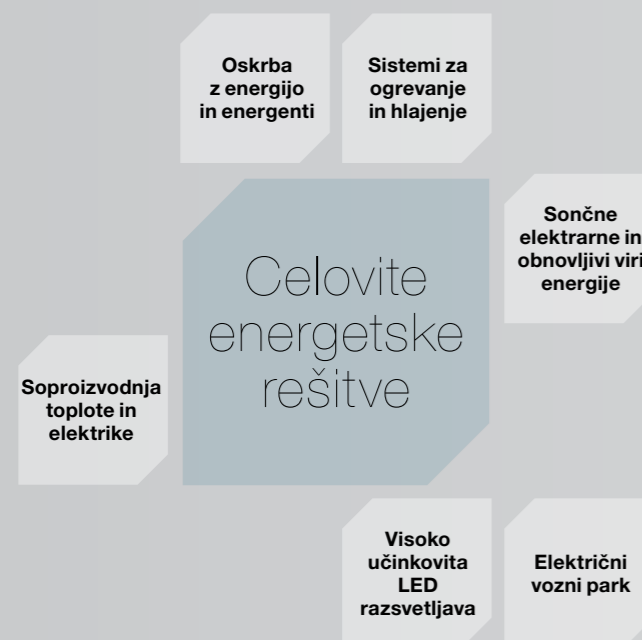 Oskrba
z energijo
in energenti
Sistemi za
ogrevanje
in hlajenje
Sončne
elektrarne in
obnovljivi viri
energije
Celovite
energetske
rešitve
Soproizvodnja
toplote in
elektrike
Visoko
učinkovita
LED
razsvetljava
Električni
vozni park